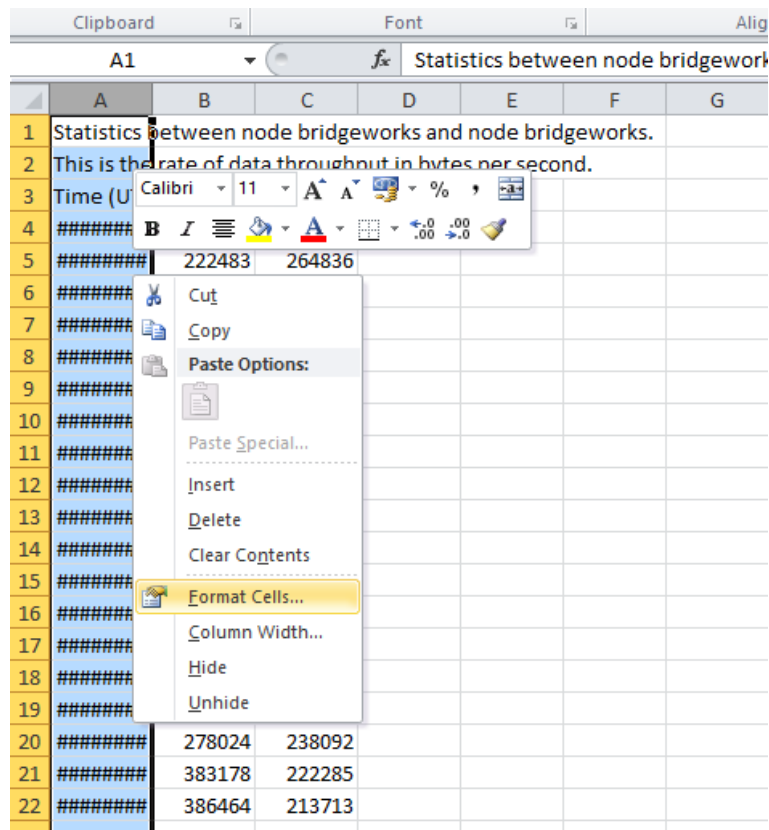 Clipboard Font Alig
A1 fx Statistics between node bridgework
A B C D E F G
1 Statistics between node bridgeworks and node bridgeworks.
2 This is the rate of data throughput in bytes per second.
3 Time (U
Calibri 11 A A % ,
4 #######
B I A .0 .00 .00 .0
5 ######## 222483 264836
6 #######
Cut
7 #######
Copy
8 #######
Paste Options:
9 #######
10 #######
11 #######
Paste Special...
12 #######
Insert
13 #######
Delete
14 #######
Clear Contents
15 #######
16 #######
Format Cells...
17 #######
Column Width...
18 #######
Hide
19 #######
Unhide
20 ######## 278024 238092
21 ######## 383178 222285
22 ######## 386464 213713